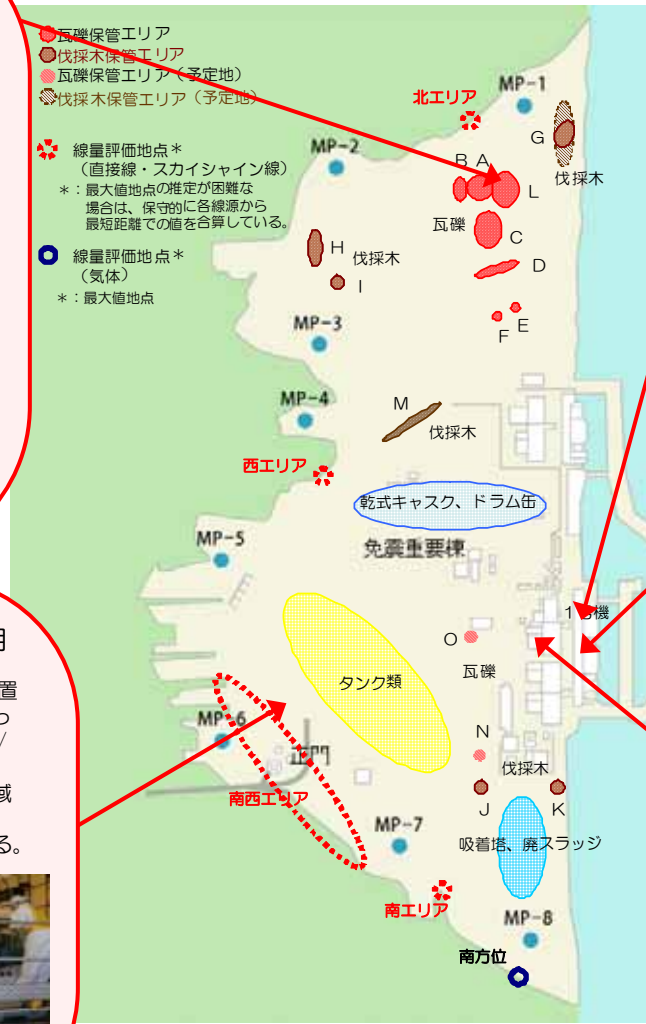 瓦礫保管エリア
伐採木保管エリア
瓦礫保管エリア（予定地）
伐採木保管エリア（予定地）
線量評価地点＊
（直接線・スカイシャイン線）
＊：最大値地点の推定が困難な
場合は、保守的に各線源から
最短距離での値を合算している。
線量評価地点＊
（気体）
＊：最大値地点
北エリア
MP-1
G
伐採木
MP-2
B A
L
瓦礫
C
H
伐採木
D
I
E
F
MP-3
MP-4
M
伐採木
西エリア
乾式キャスク、ドラム缶
MP-5
免震重要棟
1号機
O
瓦礫
タンク類
用
置
つ
/
域
る。
MP-6
正門
N
伐採木
南西エリア
J
K
MP-7
吸着塔、廃スラッジ
南エリア
MP-8
南方位